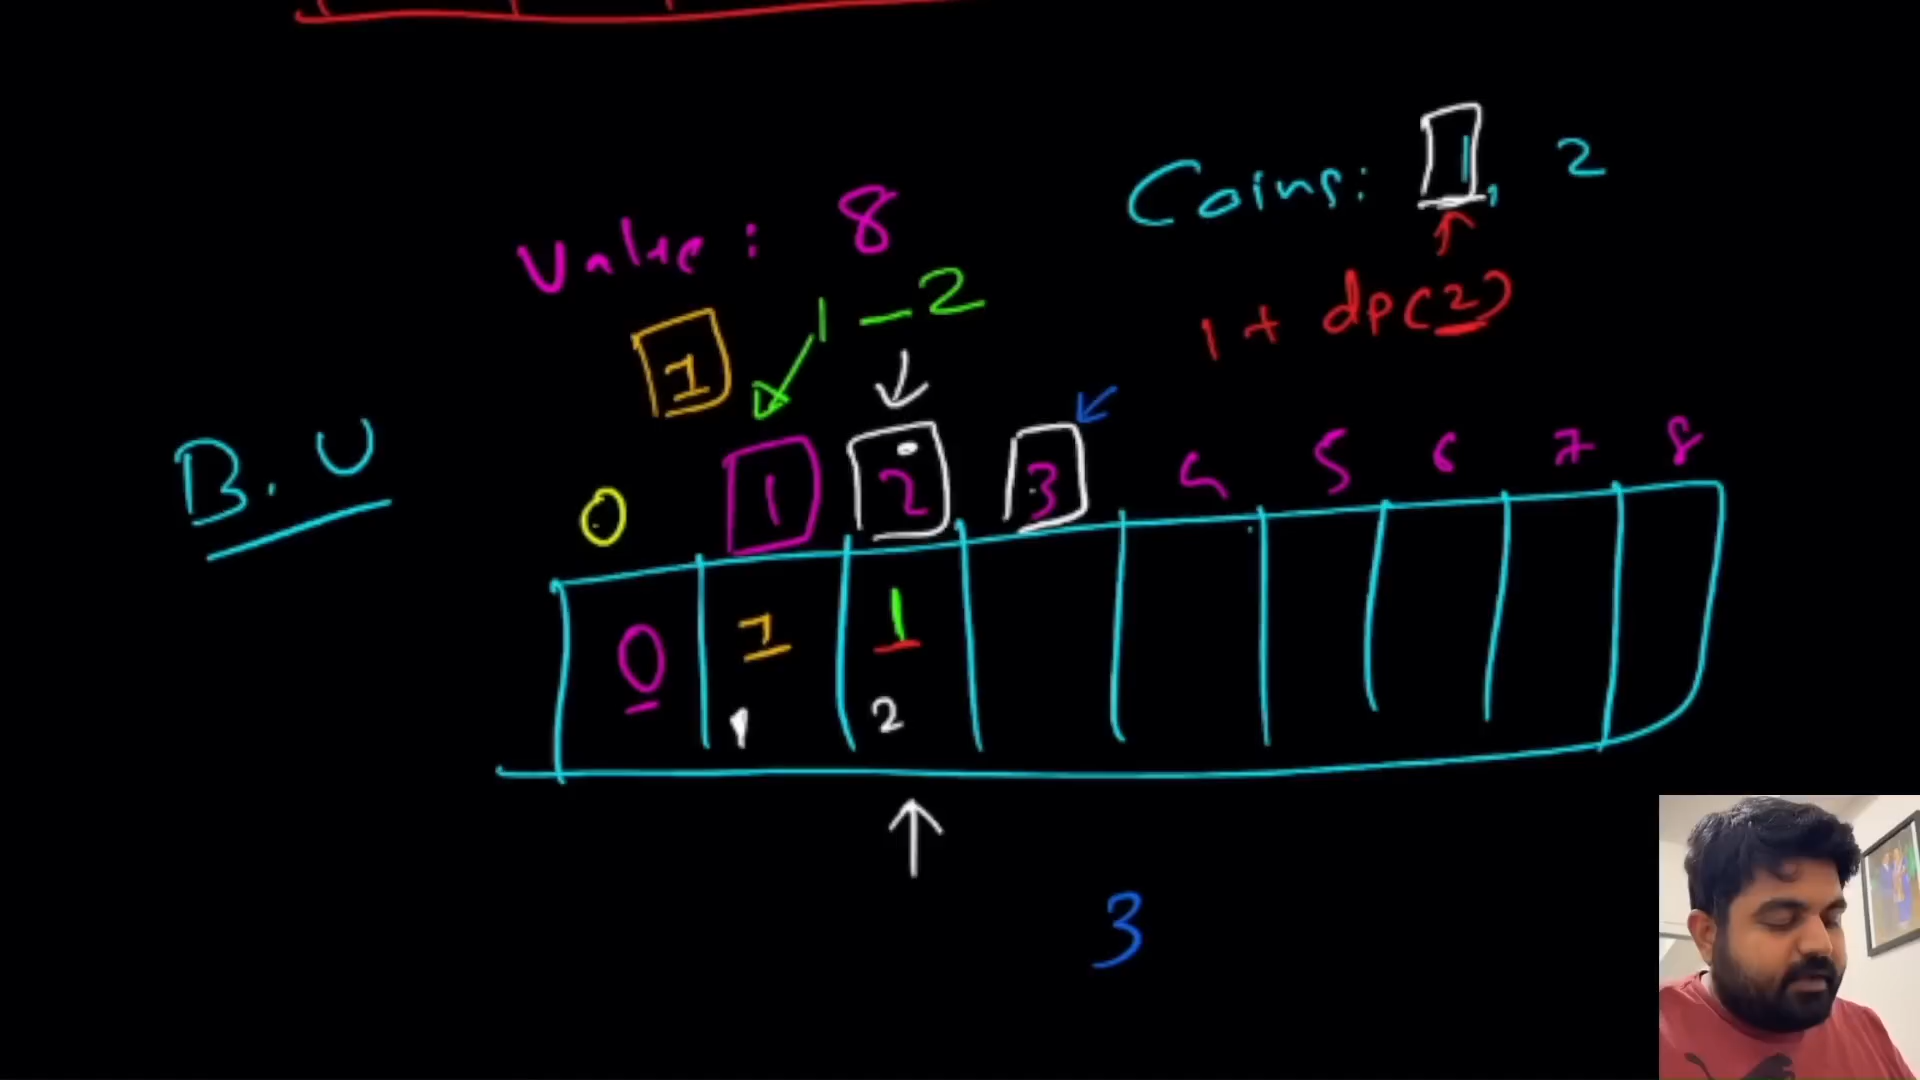 Coins: 1, 2
Value: 8
1 - 2
1 + dp(2)
1
B.U
0 1 2 3 4 5 6 7 8
0 1 1
1 2
3